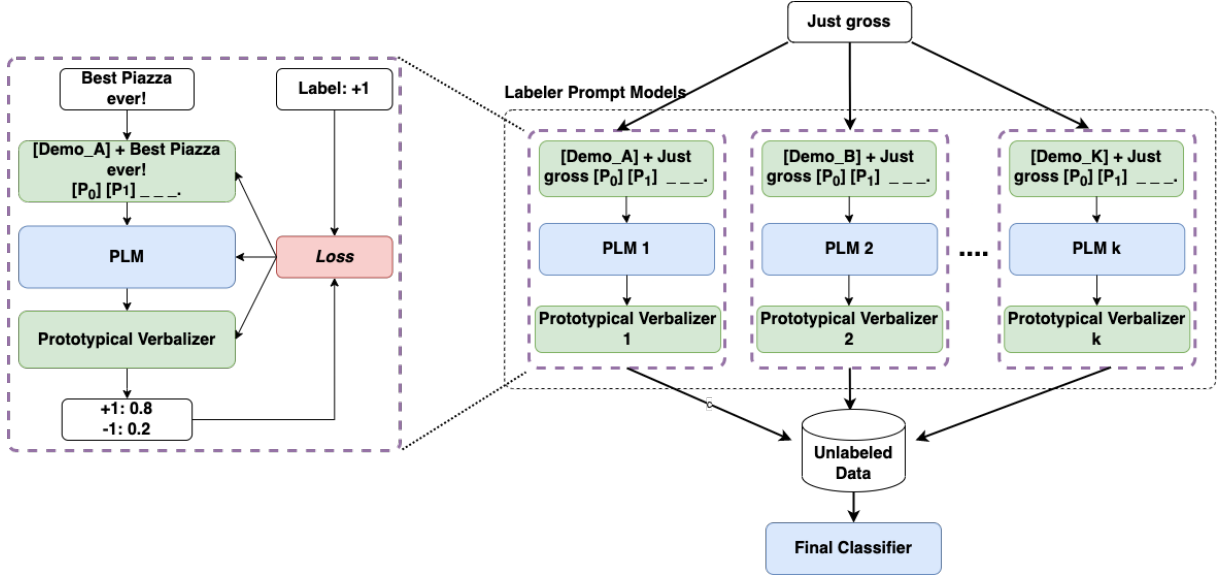 Just gross
Best Piazza
ever!
Label: +1
[Demo_A] + Best Piazza
ever!
[P0] [P1] _ _ _.
PLM
Loss
Prototypical Verbalizer
+1: 0.8
-1: 0.2
Labeler Prompt Models
[Demo_A] + Just
gross [P0] [P1] _ _ _.
PLM 1
Prototypical Verbalizer
1
[Demo_B] + Just
gross [P0] [P1] _ _ _.
PLM 2
Prototypical Verbalizer
2
....
[Demo_K] + Just
gross [P0] [P1] _ _ _.
PLM k
Prototypical Verbalizer
k
c
Unlabeled
Data
Final Classifier